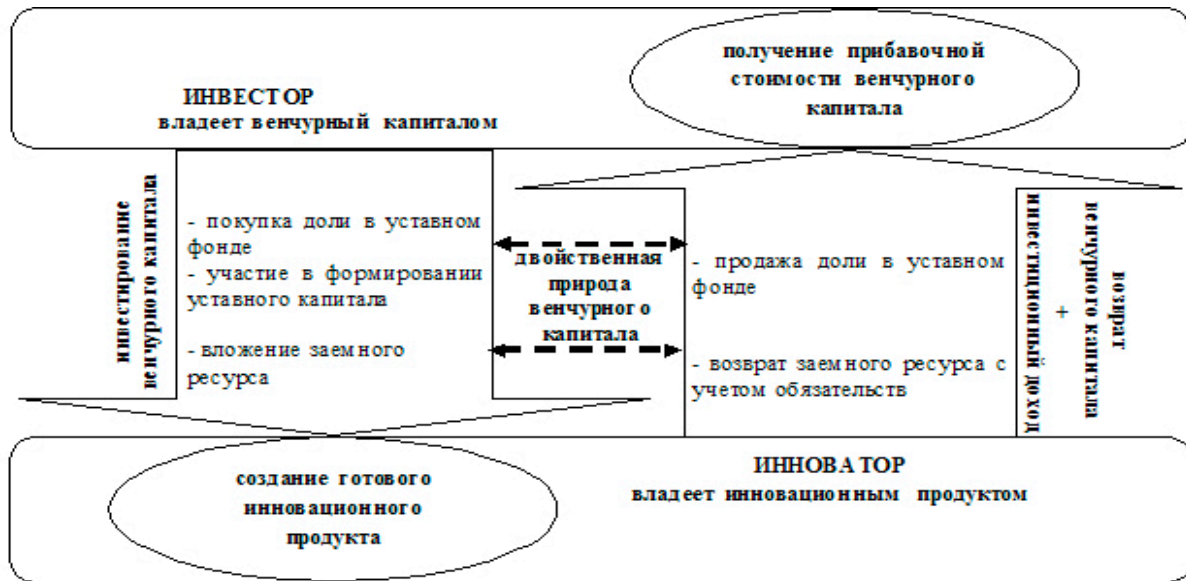 получение прибавочной
стоимости венчурного
капитала
ИНВЕСТОР
владеет венчурный капиталом
инвестирование
венчурного капитала
- покупка доли в уставном
фонде
- участие в формировании
уставного капитала
- вложение заемного
ресурса
двойственная
природа
венчурного
капитала
- продажа доли в уставном
фонде
- возврат заемного ресурса с
учетом обязательств
возврат
венчурного капитала
+
инвестиционный доход
создание готового
инновационного
продукта
ИННОВАТОР
владеет инновационным продуктом